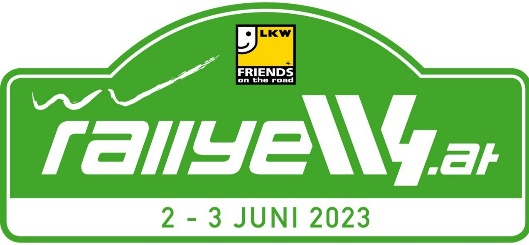 LKW
FRIENDS
on the road
rallyeW4.at
2 - 3 JUNI 2023